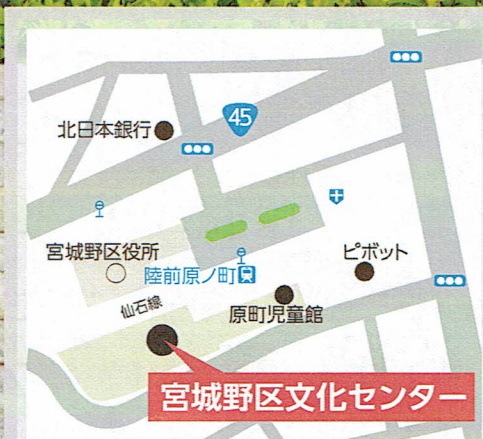 45
北日本銀行
宮城野区役所
陸前原ノ町
ピボット
仙石線
原町児童館
宮城野区文化センター